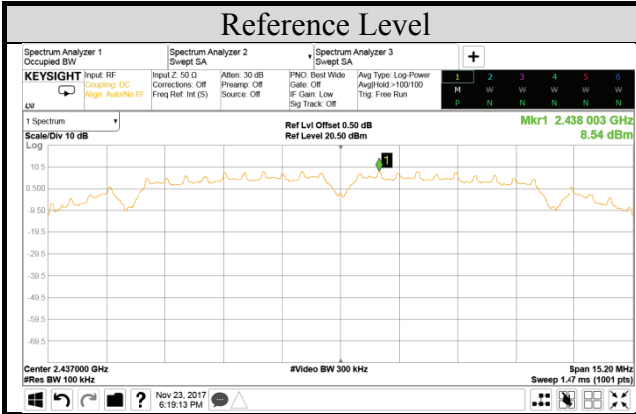 Reference Level
Spectrum Analyzer 1
Occupied BW
Spectrum Analyzer 2
Swept SA
Spectrum Analyzer 3
Swept SA
+
KEYSIGHT
LXI
Input: RF
Coupling: DC
Align: Auto/No RF
Input Z: 50 Ω
Corrections: Off
Freq Ref: Int (S)
Atten: 30 dB
Preamp: Off
Source: Off
PNO: Best Wide
Gate: Off
IF Gain: Low
Sig Track: Off
Avg Type: Log-Power
Avg|Hold:>100/100
Trig: Free Run
1 2 3 4 5 6
M W W W W W
P N N N N N
1 Spectrum
Scale/Div 10 dB
Log
Ref Lvl Offset 0.50 dB
Ref Level 20.50 dBm
Mkr1 2.438 003 GHz
8.54 dBm
1
10.5
0.500
-9.50
-19.5
-29.5
-39.5
-49.5
-59.5
-69.5
Center 2.437000 GHz
#Res BW 100 kHz
#Video BW 300 kHz
Span 15.20 MHz
Sweep 1.47 ms (1001 pts)
?
Nov 23, 2017
6:19:13 PM